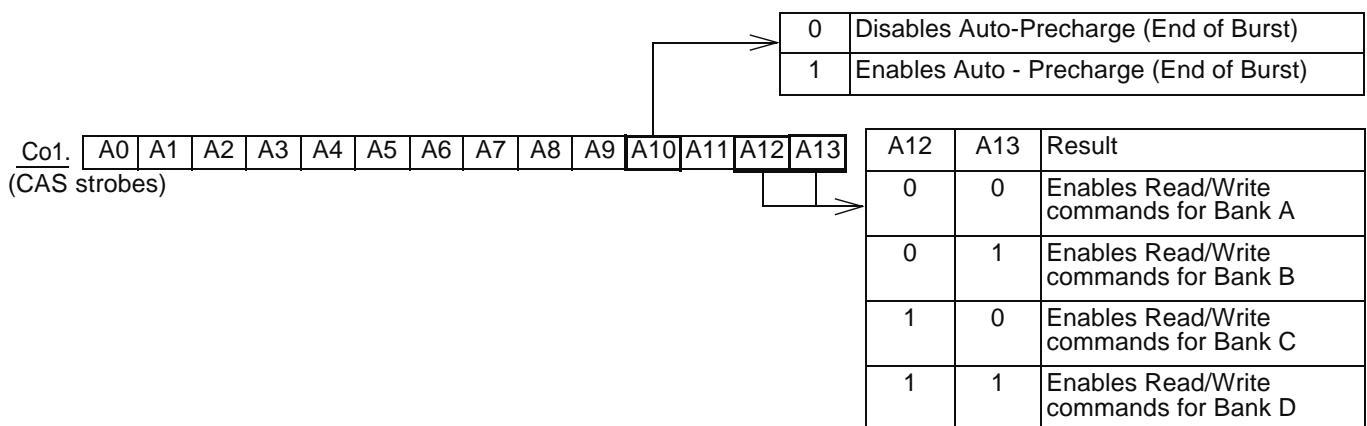 0 Disables Auto-Precharge (End of Burst)
1 Enables Auto - Precharge (End of Burst)
Co1. A0 A1 A2 A3 A4 A5 A6 A7 A8 A9 A10 A11 A12 A13
(CAS strobes)
A12 A13 Result
0 0 Enables Read/Write
commands for Bank A
0 1 Enables Read/Write
commands for Bank B
1 0 Enables Read/Write
commands for Bank C
1 1 Enables Read/Write
commands for Bank D